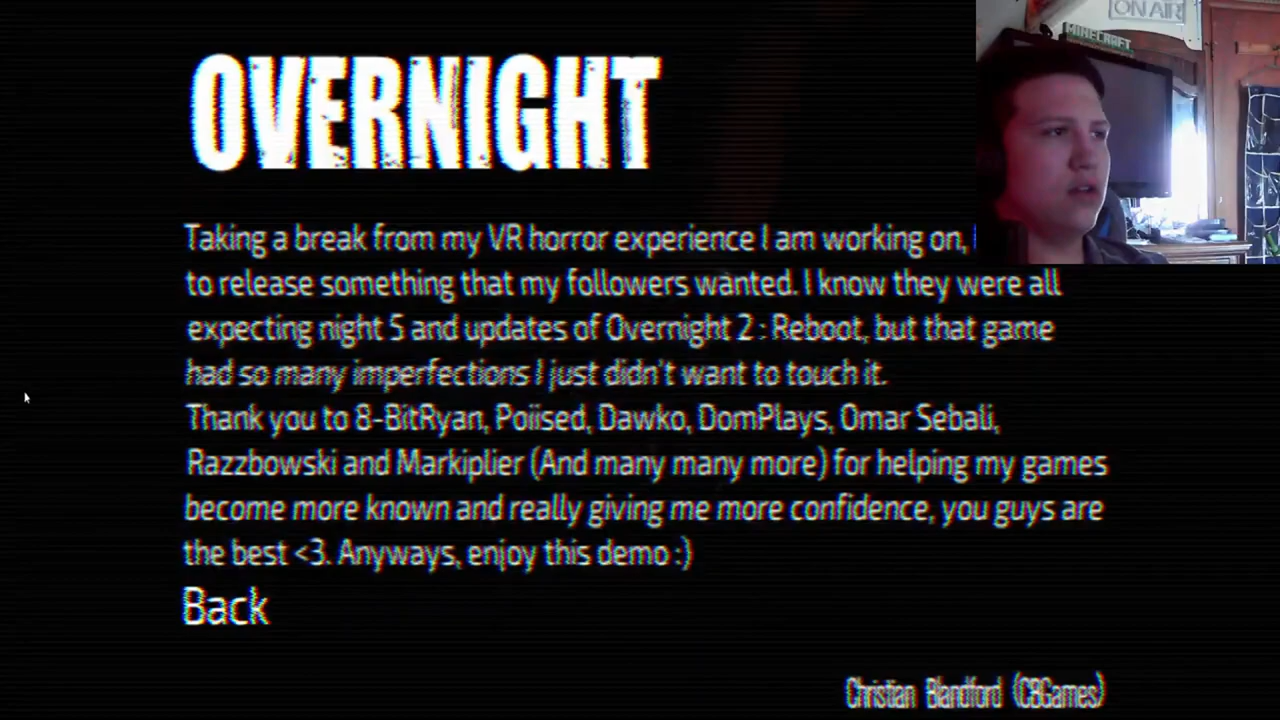 ON AIR
MINECRAFT
OVERNIGHT
Taking a break from my VR horror experience I am working on,
to release something that my followers wanted. I know they were all
expecting night 5 and updates of Overnight 2 : Reboot, but that game
had so many imperfections I just didn't want to touch it.
Thank you to 8-BitRyan, Poiised, Dawko, DomPlays, Omar Sebali,
Razzbowski and Markiplier (And many many more) for helping my games
become more known and really giving me more confidence, you guys are
the best <3. Anyways, enjoy this demo :)
Back
Christian Blandford (CBGames)